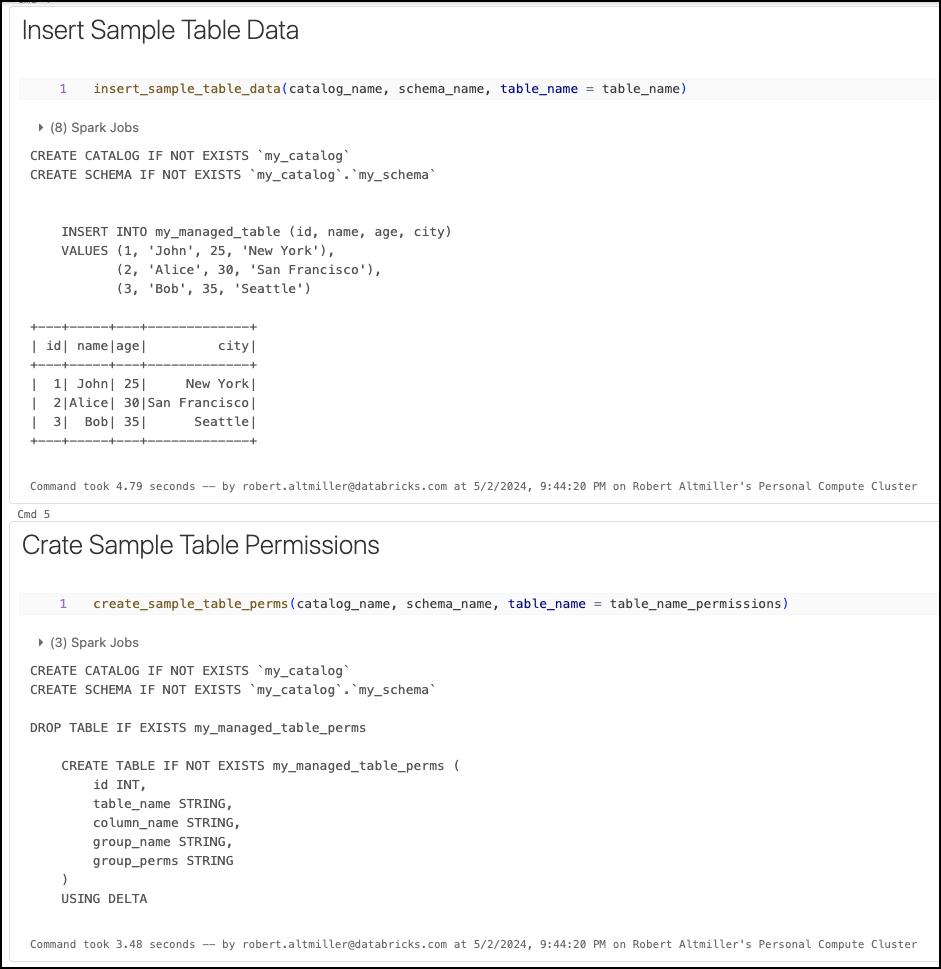 Insert Sample Table Data
1 insert_sample_table_data(catalog_name, schema_name, table_name = table_name)
(8) Spark Jobs
CREATE CATALOG IF NOT EXISTS `my_catalog`
CREATE SCHEMA IF NOT EXISTS `my_catalog`.`my_schema`
INSERT INTO my_managed_table (id, name, age, city)
VALUES (1, 'John', 25, 'New York'),
(2, 'Alice', 30, 'San Francisco'),
(3, 'Bob', 35, 'Seattle')
+---+-----+---+-------------+
| id| name|age|         city|
+---+-----+---+-------------+
|  1| John| 25|     New York|
|  2|Alice| 30|San Francisco|
|  3|  Bob| 35|      Seattle|
+---+-----+---+-------------+
Command took 4.79 seconds -- by robert.altmiller@databricks.com at 5/2/2024, 9:44:20 PM on Robert Altmiller's Personal Compute Cluster
Cmd 5
Crate Sample Table Permissions
1 create_sample_table_perms(catalog_name, schema_name, table_name = table_name_permissions)
(3) Spark Jobs
CREATE CATALOG IF NOT EXISTS `my_catalog`
CREATE SCHEMA IF NOT EXISTS `my_catalog`.`my_schema`
DROP TABLE IF EXISTS my_managed_table_perms
CREATE TABLE IF NOT EXISTS my_managed_table_perms (
id INT,
table_name STRING,
column_name STRING,
group_name STRING,
group_perms STRING
)
USING DELTA
Command took 3.48 seconds -- by robert.altmiller@databricks.com at 5/2/2024, 9:44:20 PM on Robert Altmiller's Personal Compute Cluster